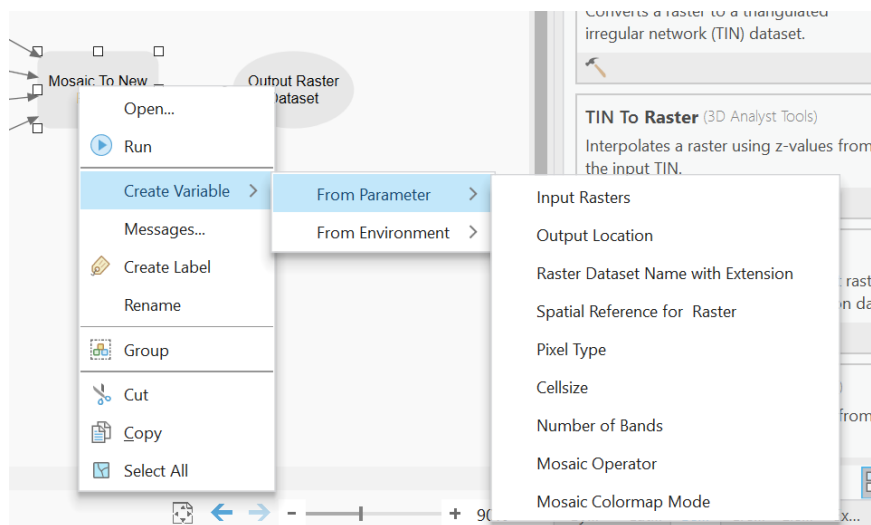 Converts a raster to a triangulated
irregular network (TIN) dataset.
Mosaic To New
Output Raster
Dataset
TIN To Raster (3D Analyst Tools)
Interpolates a raster using z-values from
the input TIN.
Open...
Run
Create Variable
From Parameter
Input Rasters
Messages...
From Environment
Output Location
Create Label
Raster Dataset Name with Extension
Rename
Spatial Reference for Raster
Group
Pixel Type
Cut
Cellsize
Copy
Number of Bands
from
Select All
Mosaic Operator
Mosaic Colormap Mode